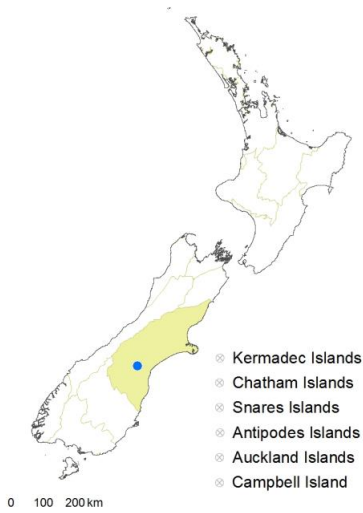 Kermadec Islands
Chatham Islands
Snares Islands
Antipodes Islands
Auckland Islands
Campbell Island
0 100 200 km